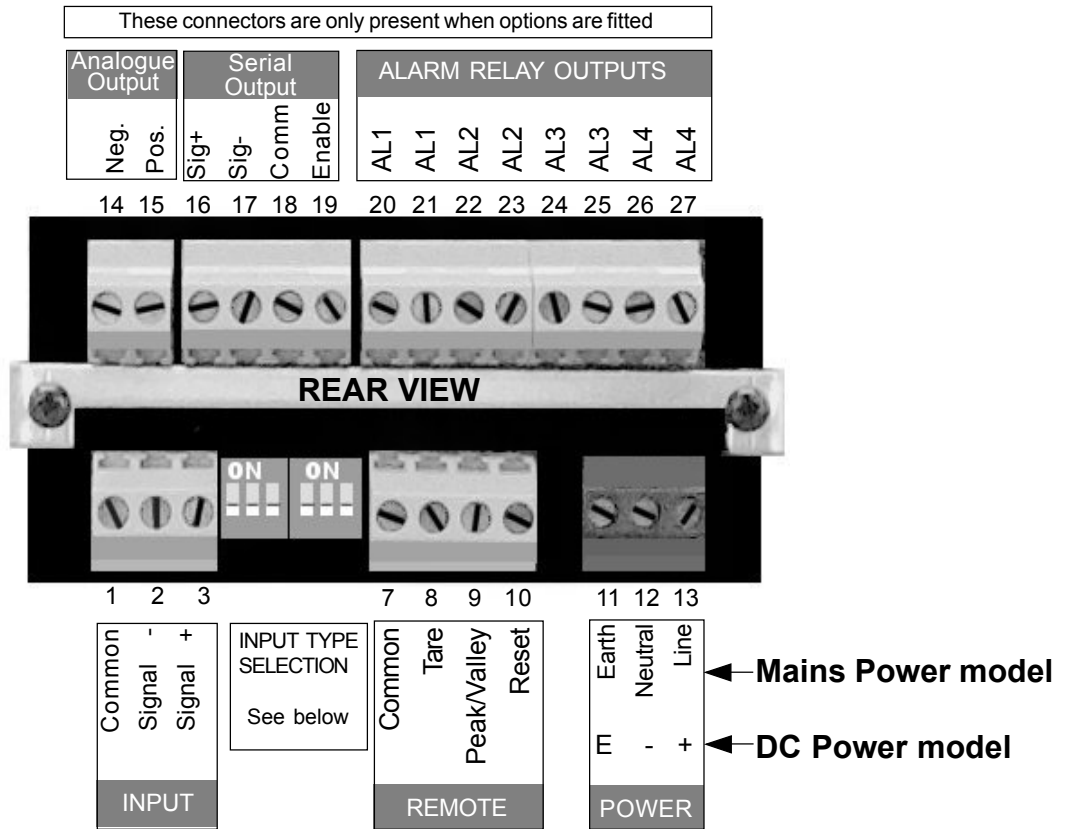 These connectors are only present when options are fitted
Analogue Output
Serial Output
ALARM RELAY OUTPUTS
Neg.
Pos.
Sig+
Sig-
Comm
Enable
AL1
AL1
AL2
AL2
AL3
AL3
AL4
AL4
14 15 16 17 18 19 20 21 22 23 24 25 26 27
REAR VIEW
ON ON
1 2 3 7 8 9 10 11 12 13
Common
Signal -
Signal +
INPUT TYPE
SELECTION
See below
Common
Tare
Peak/Valley
Reset
Earth
Neutral
Line
Mains Power model
E - +
DC Power model
INPUT
REMOTE
POWER